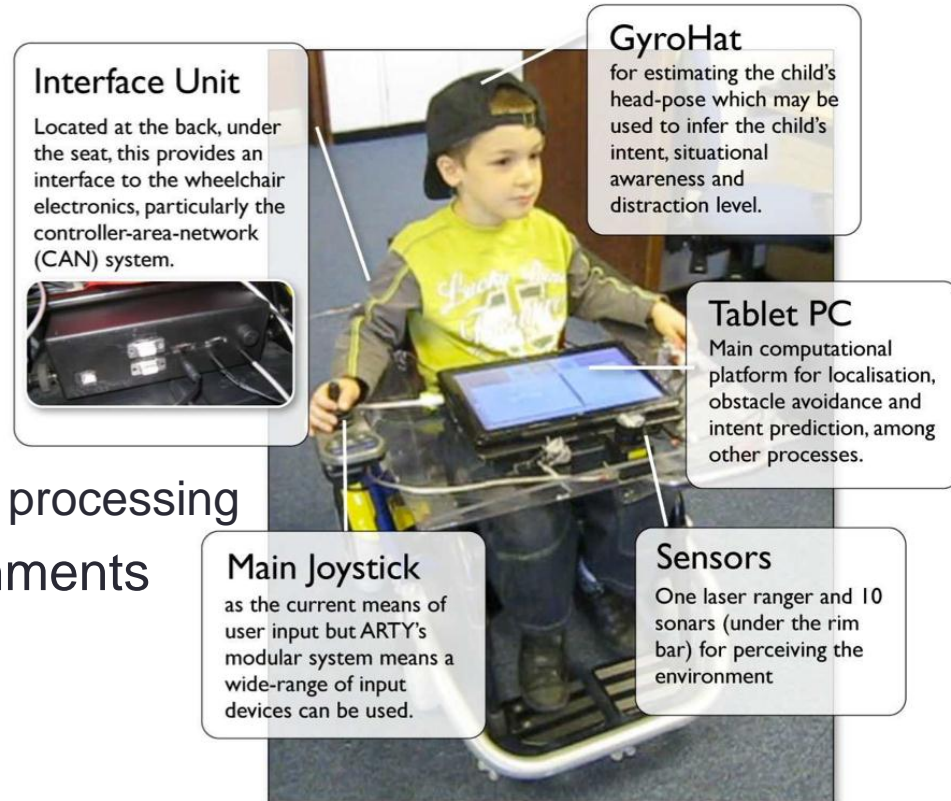 Interface Unit
Located at the back, under
the seat, this provides an
interface to the wheelchair
electronics, particularly the
controller-area-network
(CAN) system.
GyroHat
for estimating the child's
head-pose which may be
used to infer the child's
intent, situational
awareness and
distraction level.
Tablet PC
Main computational
platform for localisation,
obstacle avoidance and
intent prediction, among
other processes.
processing
nments
Main Joystick
as the current means of
user input but ARTY's
modular system means a
wide-range of input
devices can be used.
Sensors
One laser ranger and 10
sonars (under the rim
bar) for perceiving the
environment